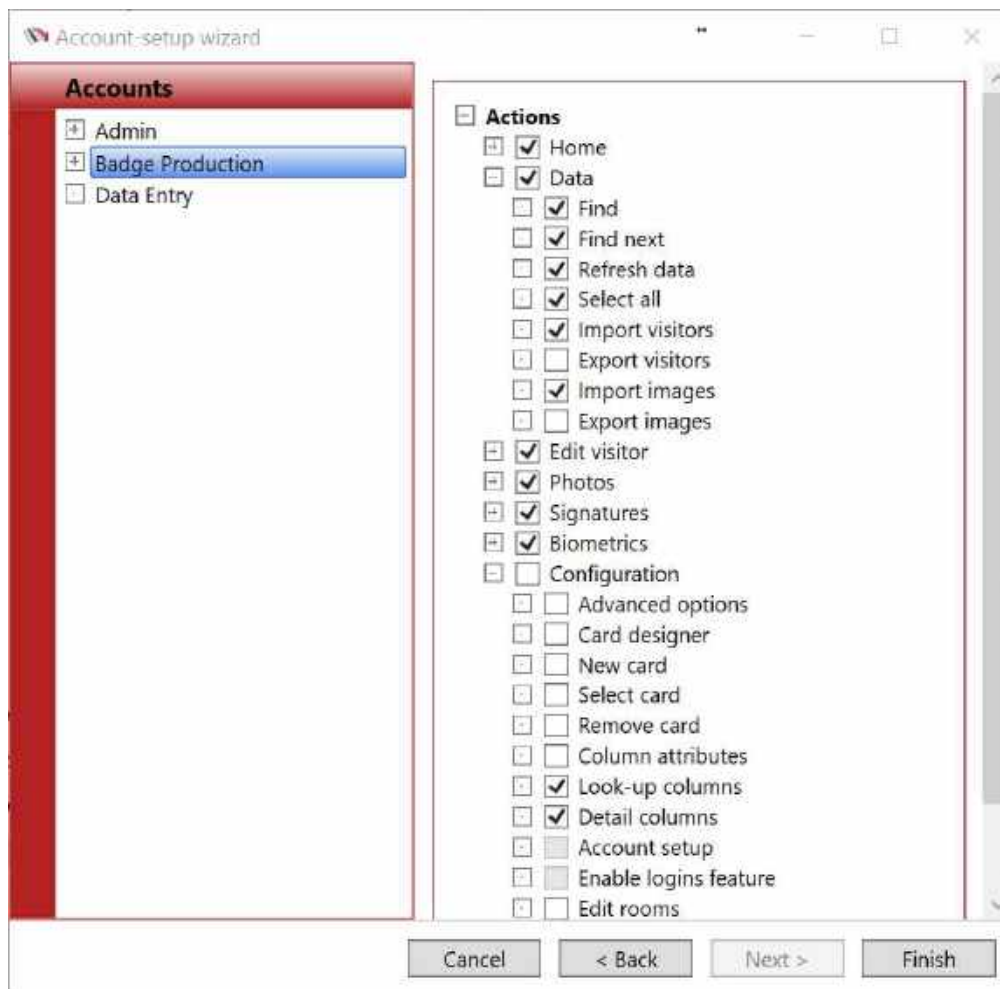 Account-setup wizard
Accounts
Admin
Badge Production
Data Entry
Actions
Home
Data
Find
Find next
Refresh data
Select all
Import visitors
Export visitors
Import images
Export images
Edit visitor
Photos
Signatures
Biometrics
Configuration
Advanced options
Card designer
New card
Select card
Remove card
Column attributes
Look-up columns
Detail columns
Account setup
Enable logins feature
Edit rooms
Cancel
< Back
Next >
Finish